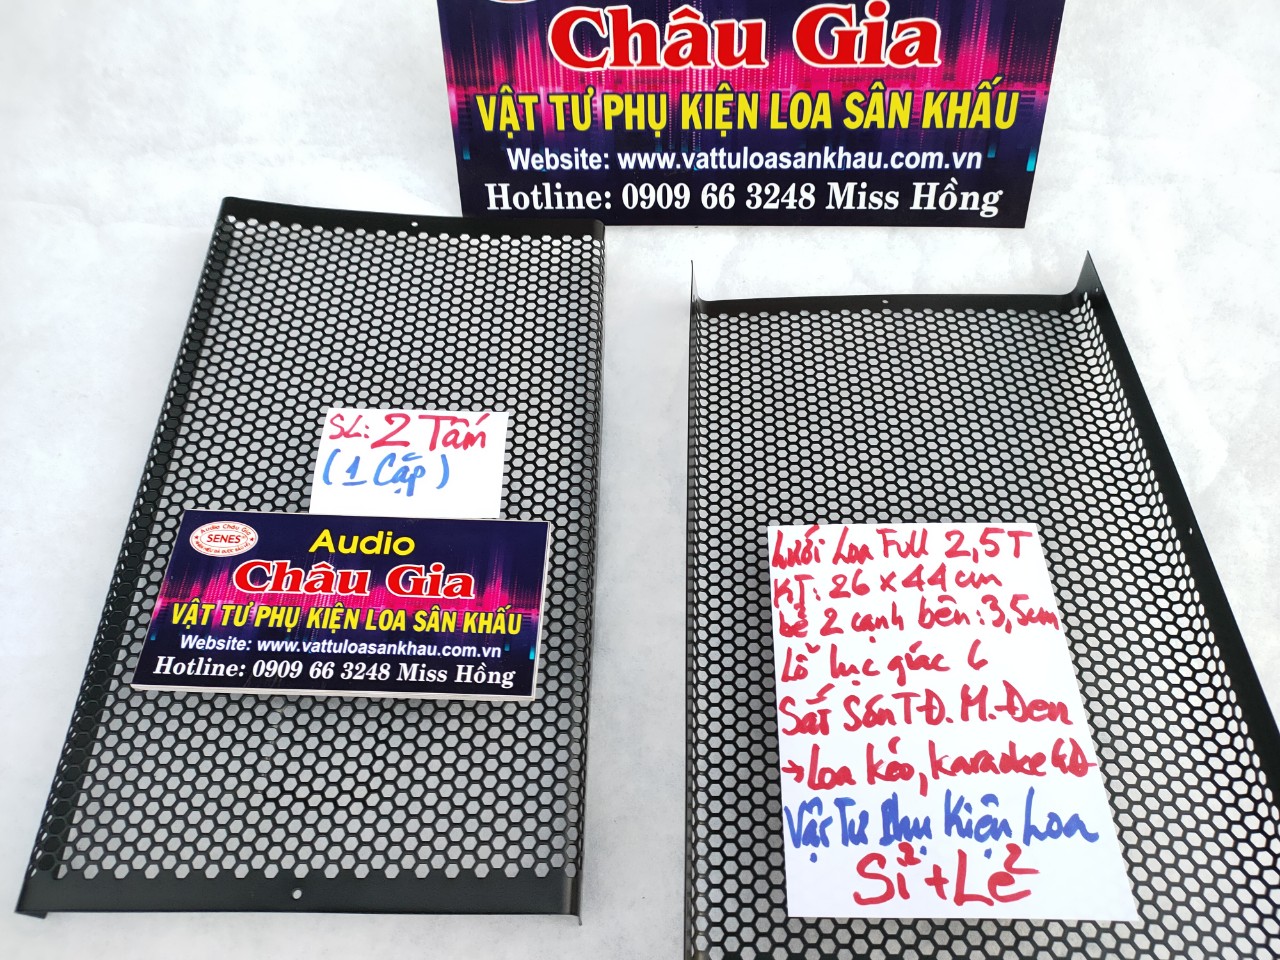 Châu Gia
VẬT TƯ PHỤ KIỆN LOA SÂN KHẤU
Website: www.vattuloasankhau.com.vn
Hotline: 0909 66 3248 Miss Hồng
SL: 2 Tấm
(1 Cặp)
Audio Châu Gia
SENES
Audio
Châu Gia
VẬT TƯ PHỤ KIỆN LOA SÂN KHẤU
Website: www.vattuloasankhau.com.vn
Hotline: 0909 66 3248 Miss Hồng
Lưới Loa Full 2,5T
KT: 26 x 44 cm
bẻ 2 cạnh bên: 3,5cm
Lỗ lục giác 6
Sắt Sơn T Đ. M. Đen
→ Loa kéo, karaoke GĐ
Vật Tư Phụ Kiện Loa
Sỉ + Lẻ